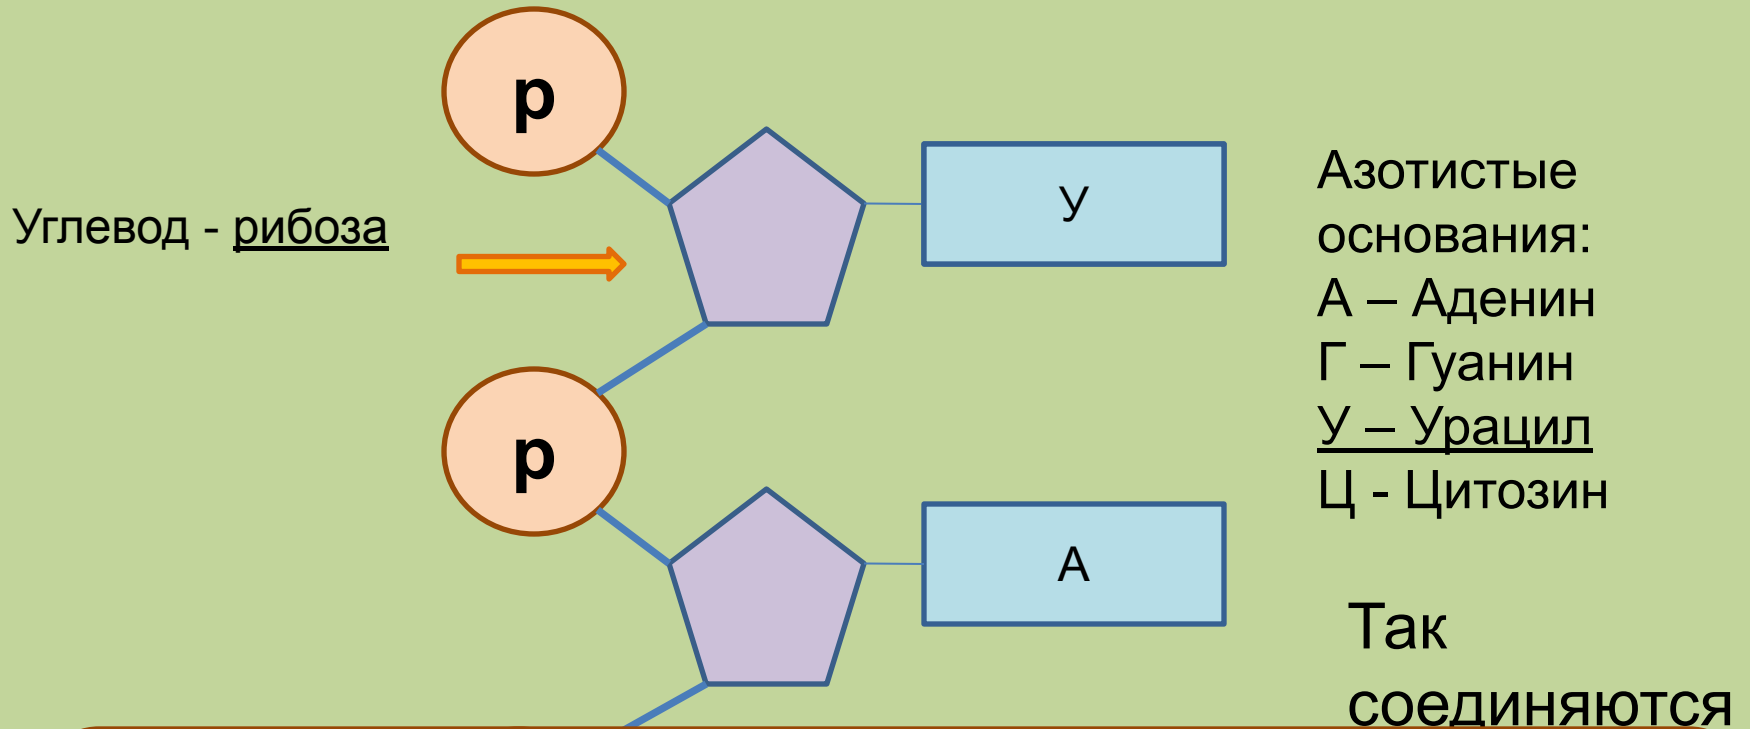 р
Углевод - рибоза
У
Азотистые
основания:
А – Аденин
Г – Гуанин
У – Урацил
Ц - Цитозин
р
А
Так
соединяются